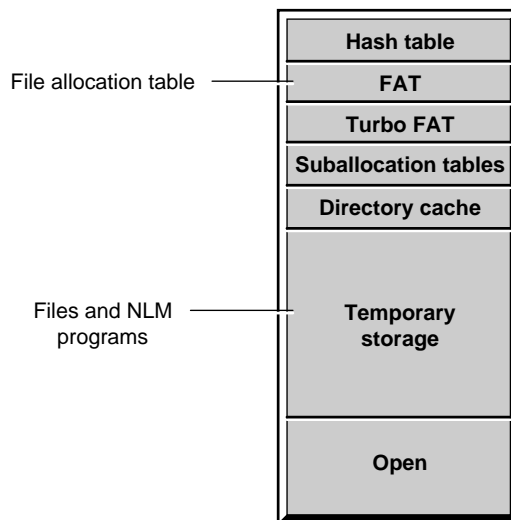 Hash table
File allocation table
FAT
Turbo FAT
Suballocation tables
Directory cache
Files and NLM
programs
Temporary
storage
Open